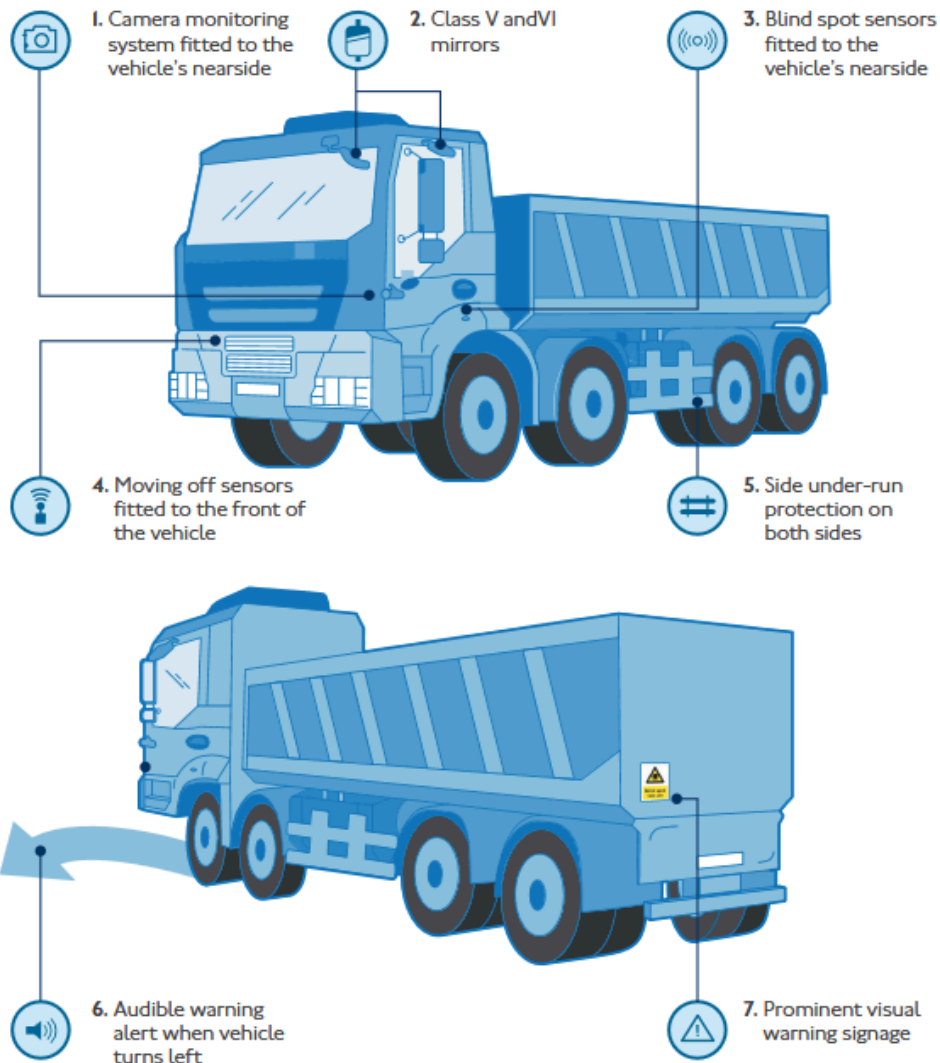 1. Camera monitoring
system fitted to the
vehicle's nearside
2. Class V andVI
mirrors
3. Blind spot sensors
fitted to the
vehicle's nearside
4. Moving off sensors
fitted to the front of
the vehicle
5. Side under-run
protection on
both sides
6. Audible warning
alert when vehicle
turns left
7. Prominent visual
warning signage